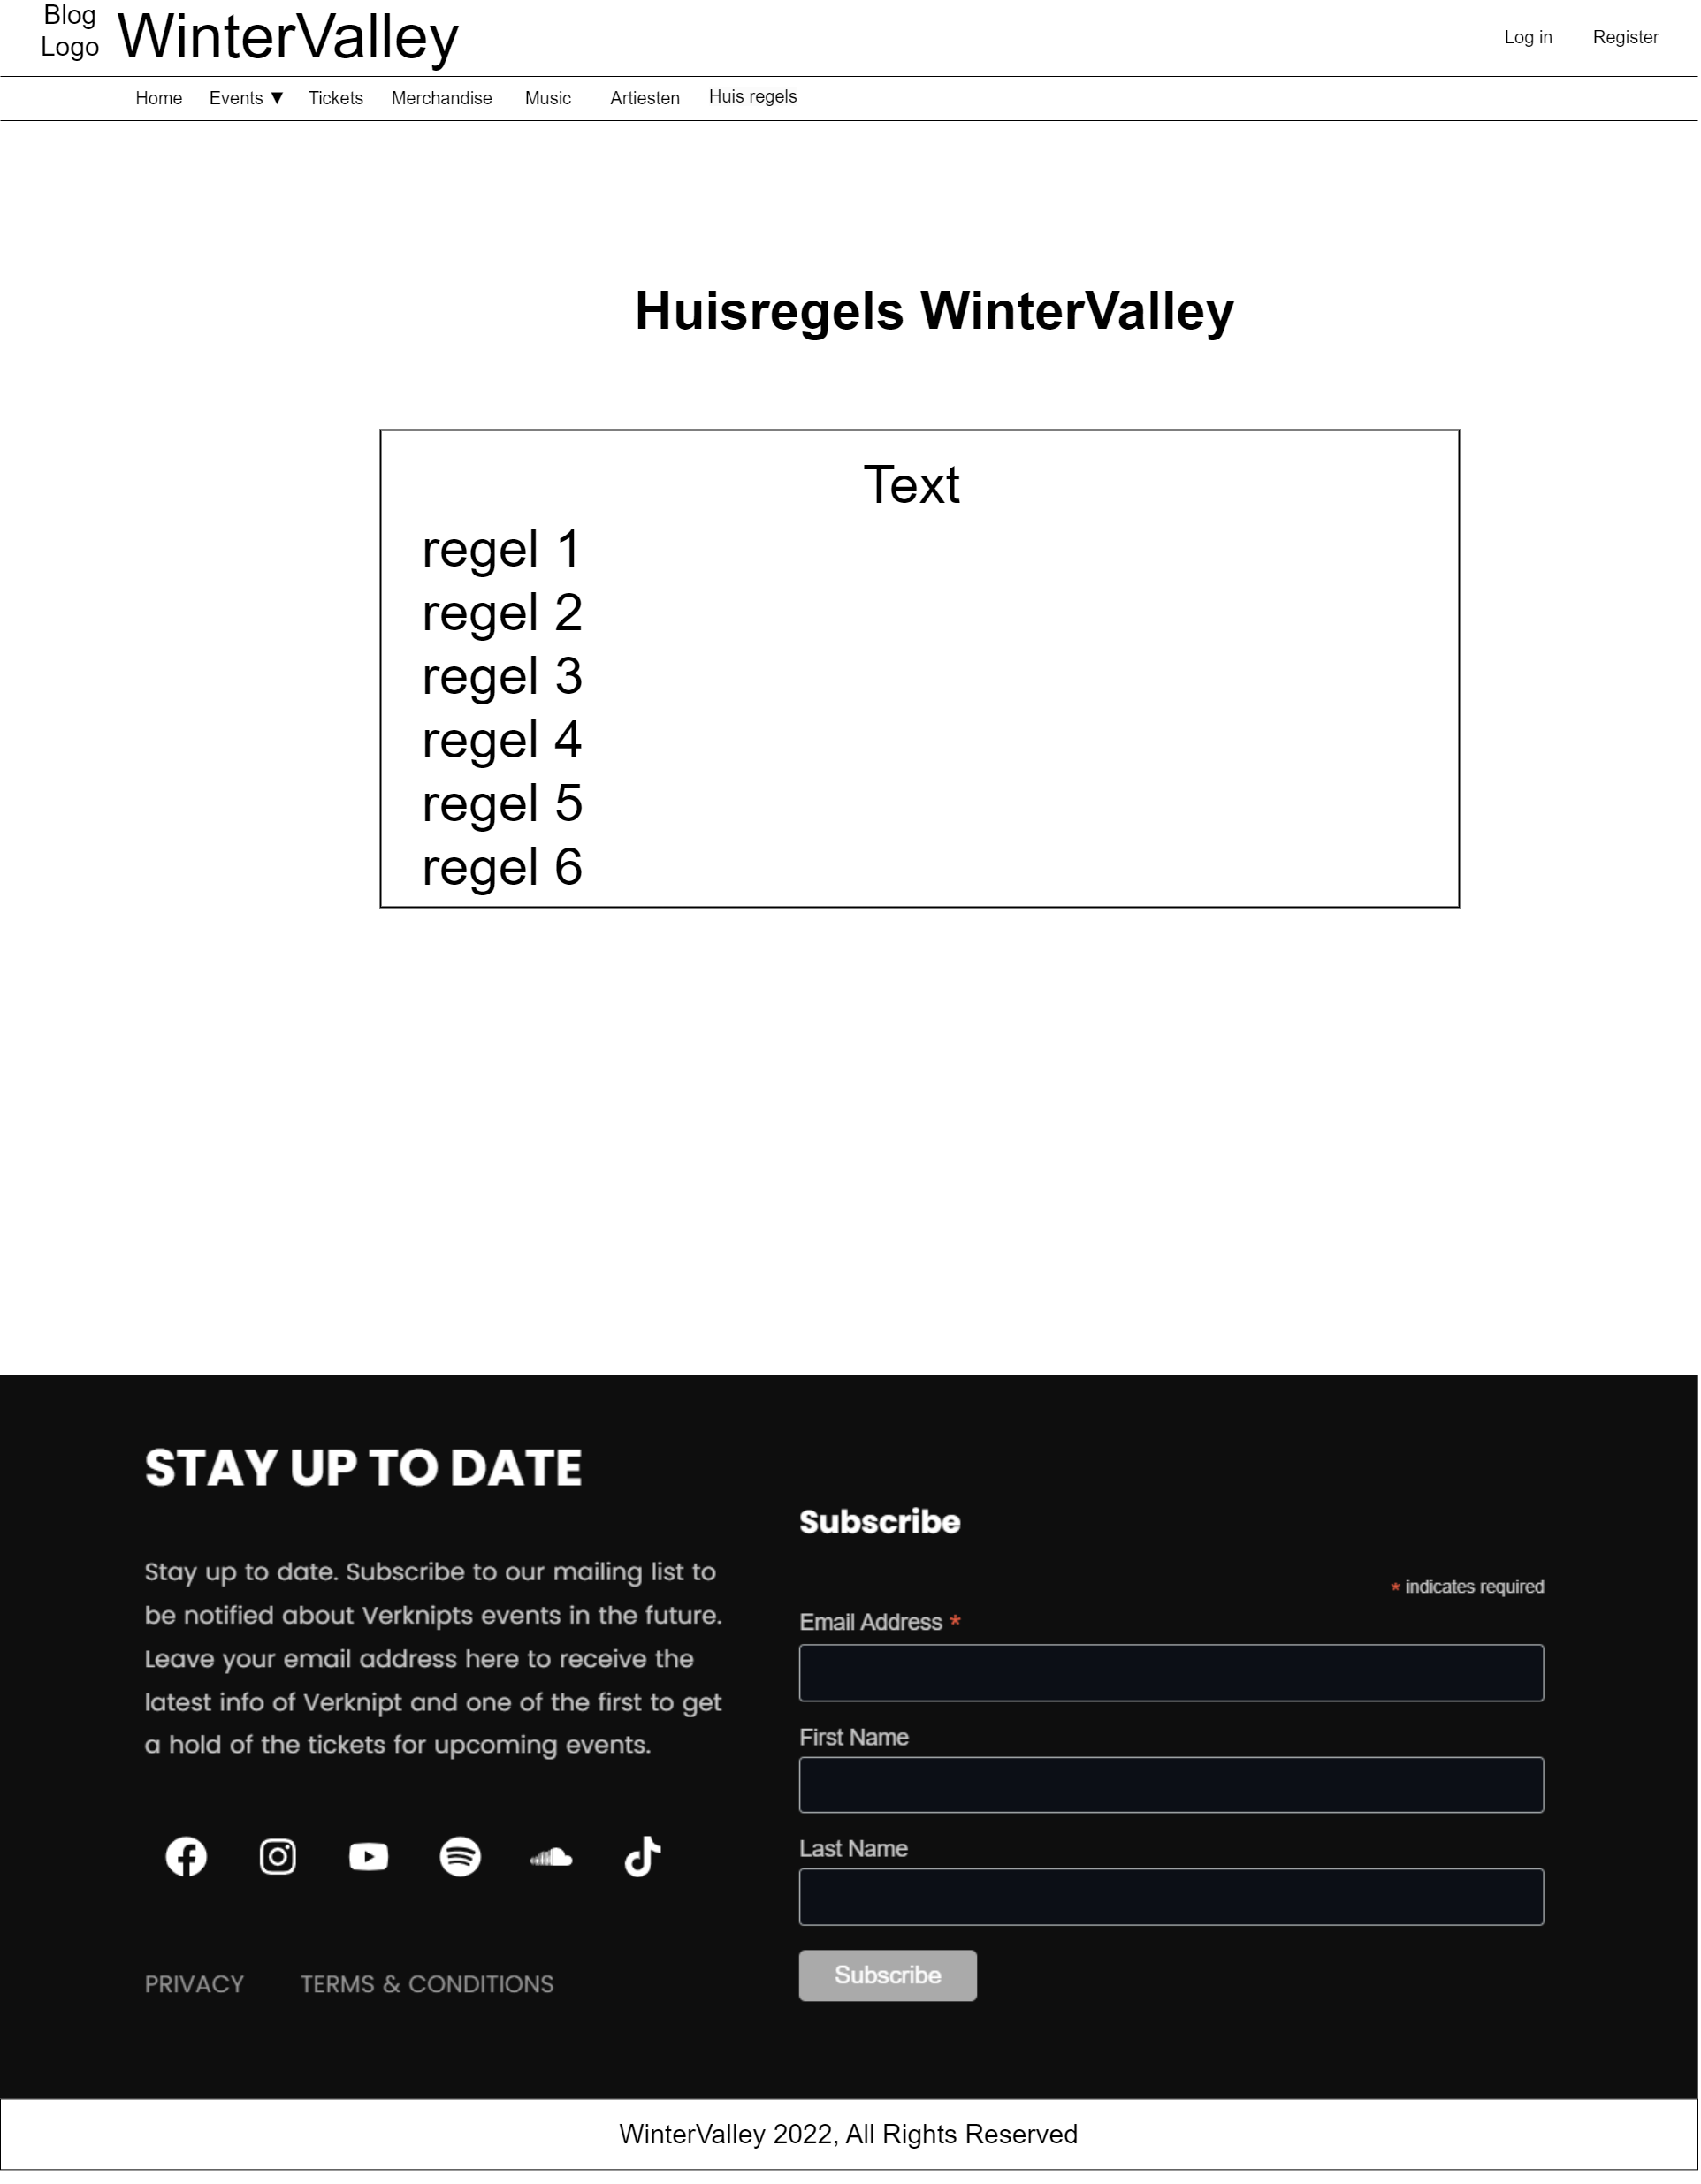 Blog
Logo
WinterValley
Log in
Register
Home
Events ▼
Tickets
Merchandise
Music
Artiesten
Huis regels
Huisregels WinterValley
Text
regel 1
regel 2
regel 3
regel 4
regel 5
regel 6
STAY UP TO DATE
Stay up to date. Subscribe to our mailing list to
be notified about Verknipts events in the future.
Leave your email address here to receive the
latest info of Verknipt and one of the first to get
a hold of the tickets for upcoming events.
PRIVACY
TERMS & CONDITIONS
Subscribe
* indicates required
Email Address *
First Name
Last Name
Subscribe
WinterValley 2022, All Rights Reserved